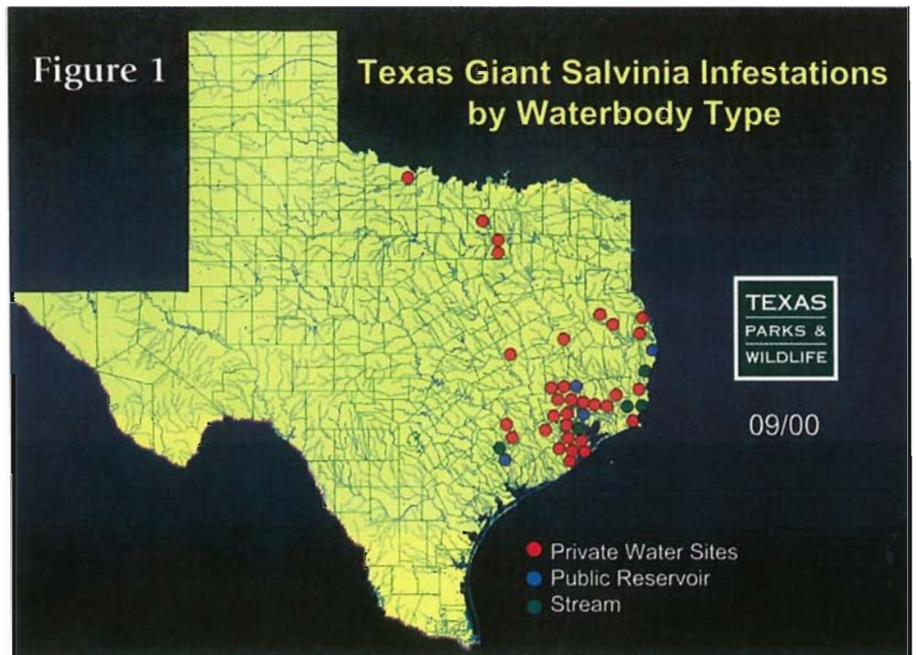 Figure 1
Texas Giant Salvinia Infestations
by Waterbody Type
TEXAS
PARKS &
WILDLIFE
09/00
Private Water Sites
Public Reservoir
Stream